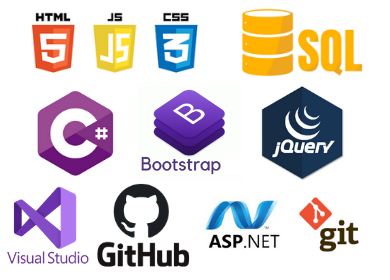 HTML JS CSS
5 JS 3
SQL
C#
B
Bootstrap
jQuery
Visual Studio
GitHub
ASP.NET
git